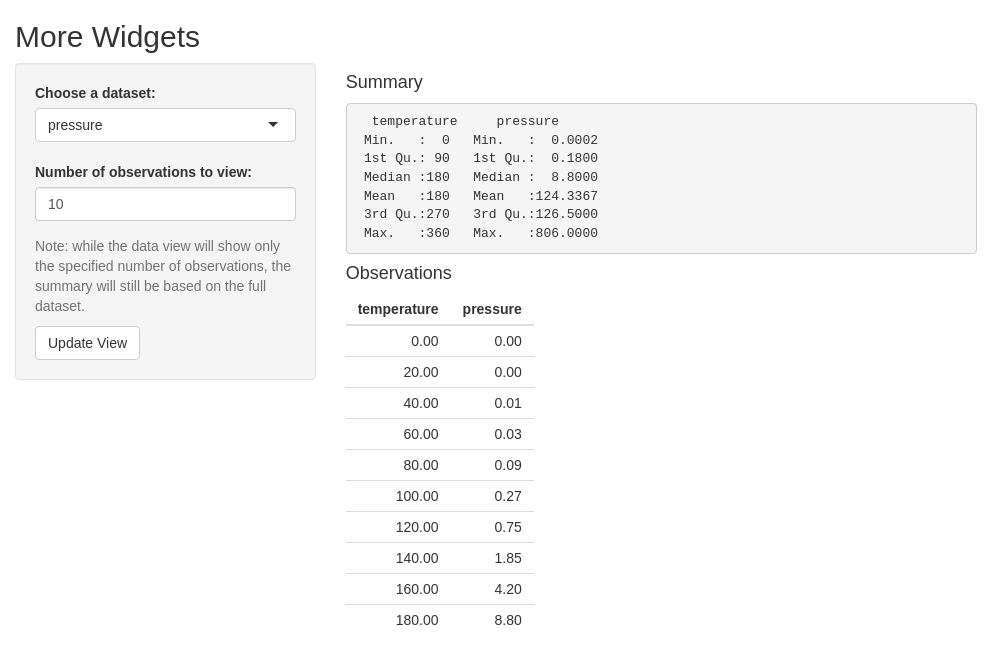 More Widgets
Choose a dataset:
pressure
Number of observations to view:
10
Note: while the data view will show only
the specified number of observations, the
summary will still be based on the full
dataset.
Update View
Summary
temperature     pressure
Min.   :  0   Min.   :  0.0002
1st Qu.: 90   1st Qu.:  0.1800
Median :180   Median :  8.8000
Mean   :180   Mean   :124.3367
3rd Qu.:270   3rd Qu.:126.5000
Max.   :360   Max.   :806.0000
Observations
temperature pressure
0.00 0.00
20.00 0.00
40.00 0.01
60.00 0.03
80.00 0.09
100.00 0.27
120.00 0.75
140.00 1.85
160.00 4.20
180.00 8.80